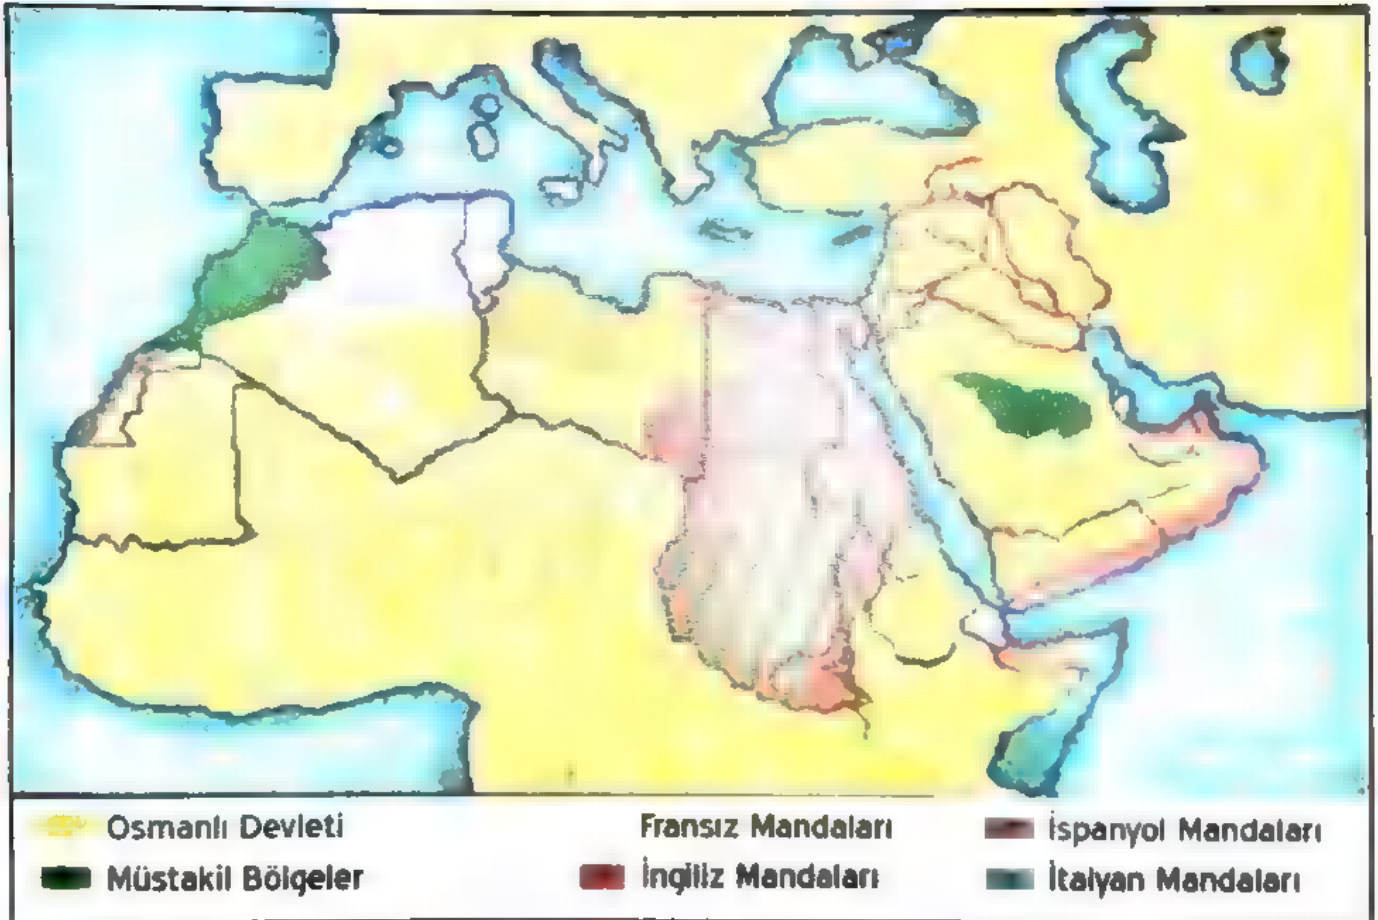 Osmanlı Devleti
Fransız Mandaları
İspanyol Mandaları
Müstakil Bölgeler
İngiliz Mandaları
İtalyan Mandaları